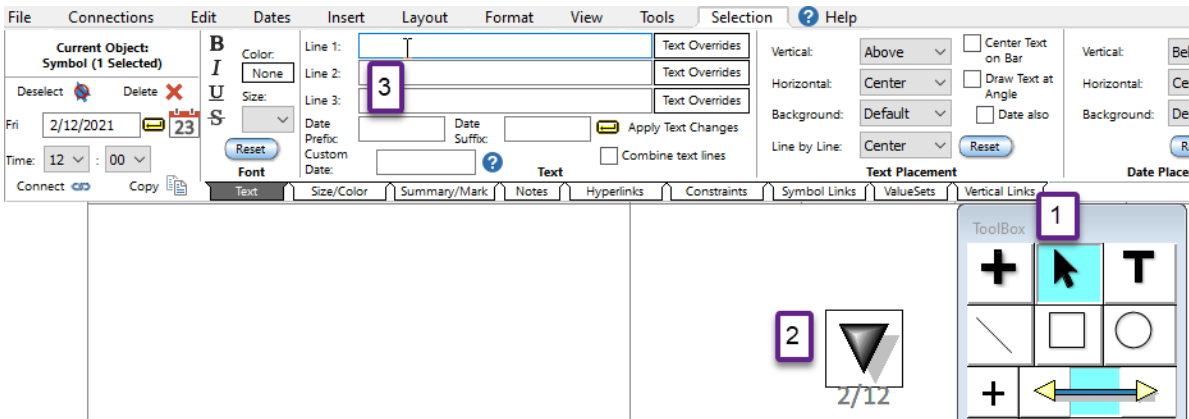 File Connections Edit Dates Insert Layout Format View Tools Selection ? Help
Current Object:
Symbol (1 Selected)
Deselect Delete
Fri 2/12/2021 23
Time: 12 : 00
Connect Copy
B
I
U
S
Color:
None
Size:
Reset
Font
Line 1: Text Overrides
Line 2: Text Overrides
Line 3: Text Overrides
3
Date
Prefix:
Date
Suffix:
Apply Text Changes
Custom
Date:
?
Combine text lines
Text
Vertical: Above
Horizontal: Center
Background: Default
Line by Line: Center
Center Text
on Bar
Draw Text at
Angle
Date also
Reset
Text Placement
Vertical: Bel
Horizontal: Ce
Background: De
R
Date Place
Text Size/Color Summary/Mark Notes Hyperlinks Constraints Symbol Links ValueSets Vertical Links
1
ToolBox
T
2
2/12